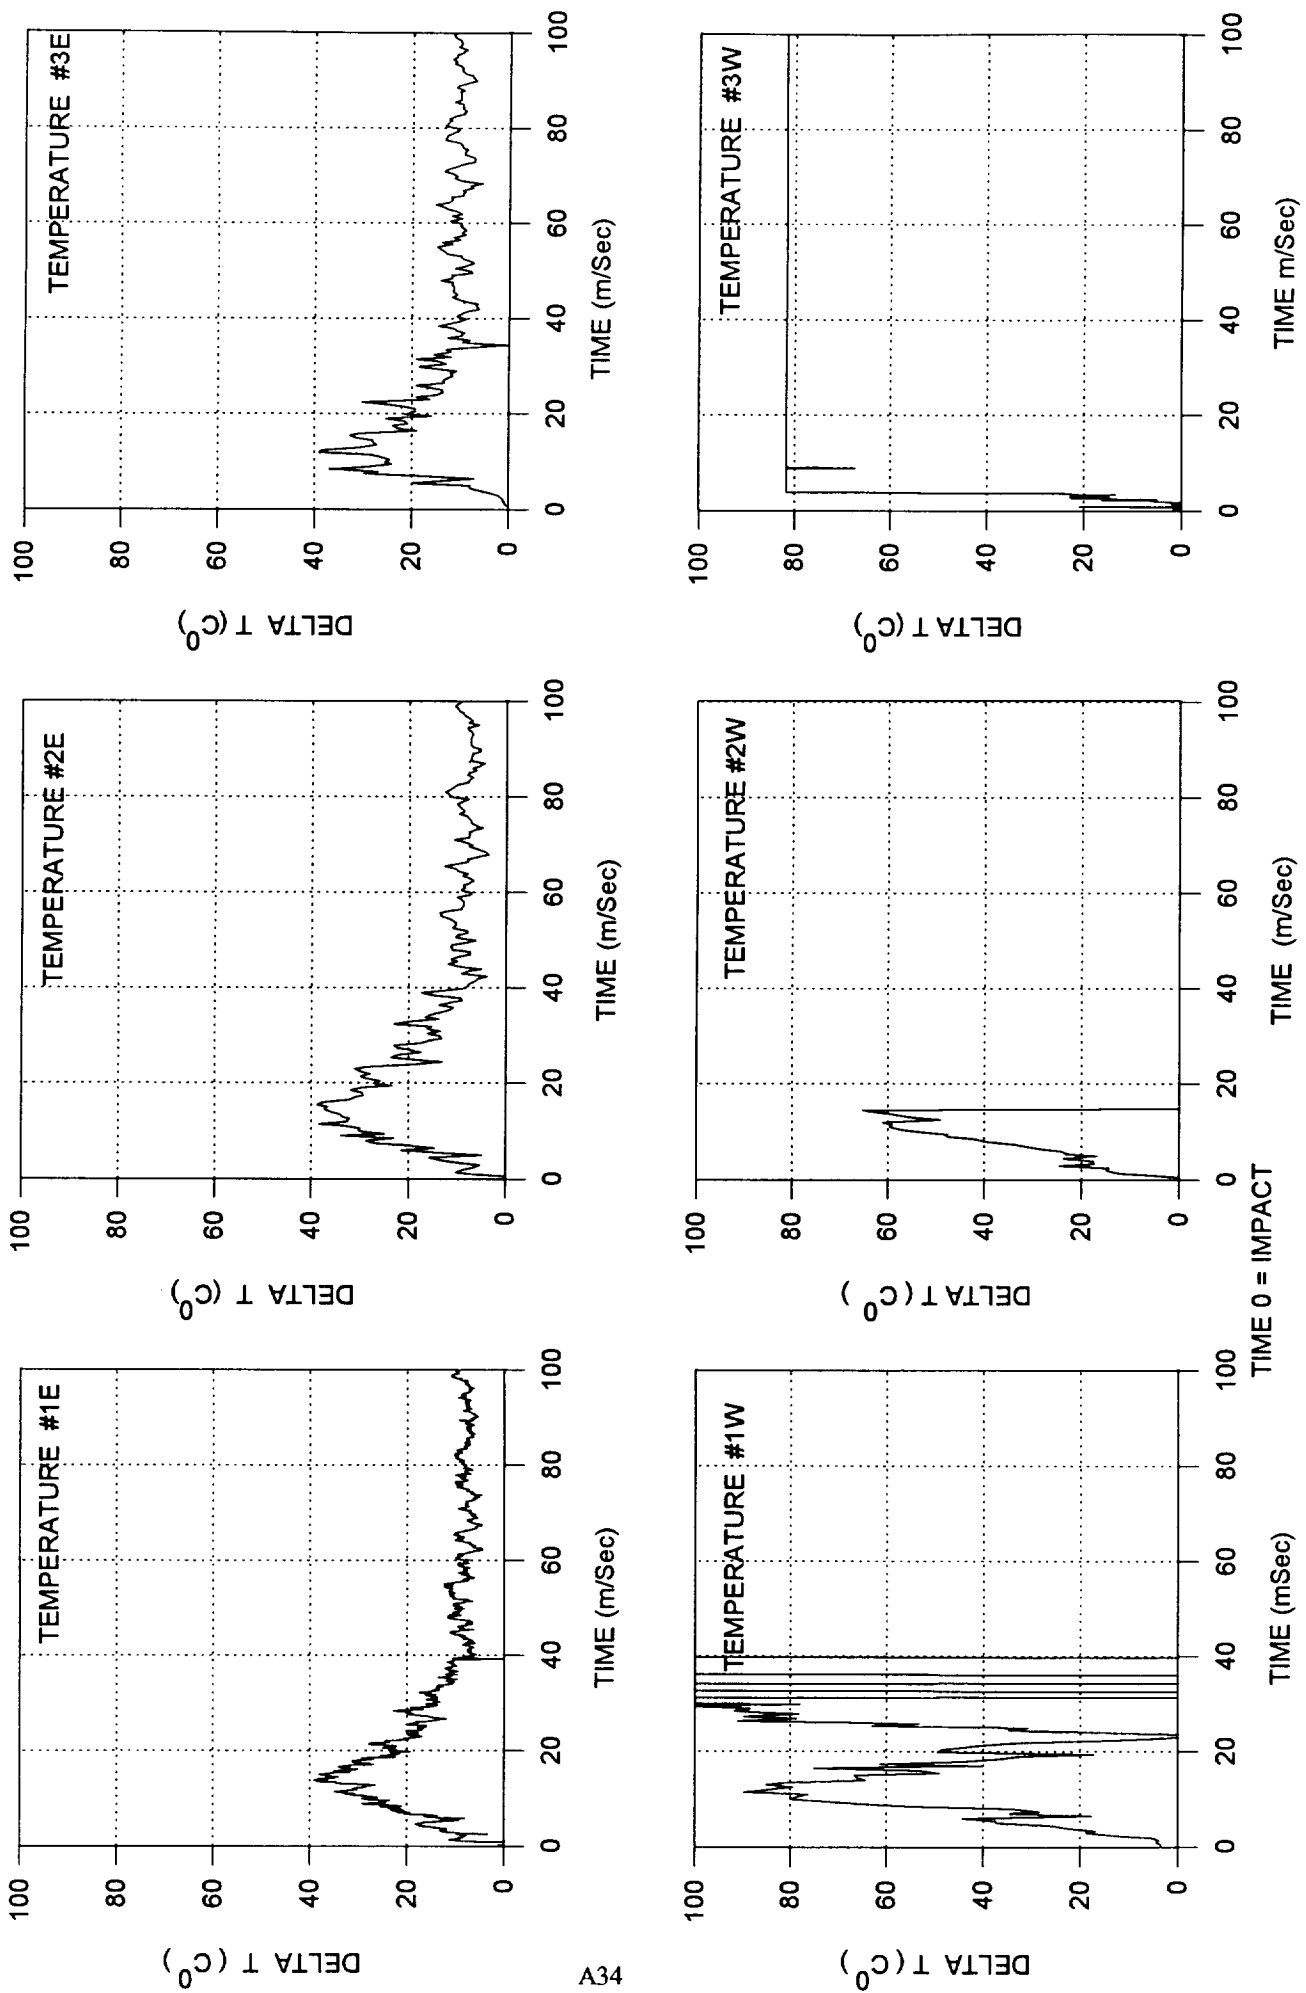 TEMPERATURE #1E
DELTA T (C⁰)
100
80
60
40
20
0
0 20 40 60 80 100
TIME (m/Sec)
TEMPERATURE #2E
DELTA T (C⁰)
100
80
60
40
20
0
0 20 40 60 80 100
TIME (m/Sec)
TEMPERATURE #3E
DELTA T (C⁰)
100
80
60
40
20
0
0 20 40 60 80 100
TIME (m/Sec)
TEMPERATURE #1W
DELTA T (C⁰)
100
80
60
40
20
0
0 20 40 60 80 100
TIME (mSec)
TEMPERATURE #2W
DELTA T (C⁰)
100
80
60
40
20
0
0 20 40 60 80 100
TIME (m/Sec)
TEMPERATURE #3W
DELTA T (C⁰)
100
80
60
40
20
0
0 20 40 60 80 100
TIME m/Sec)
TIME 0 = IMPACT
A34